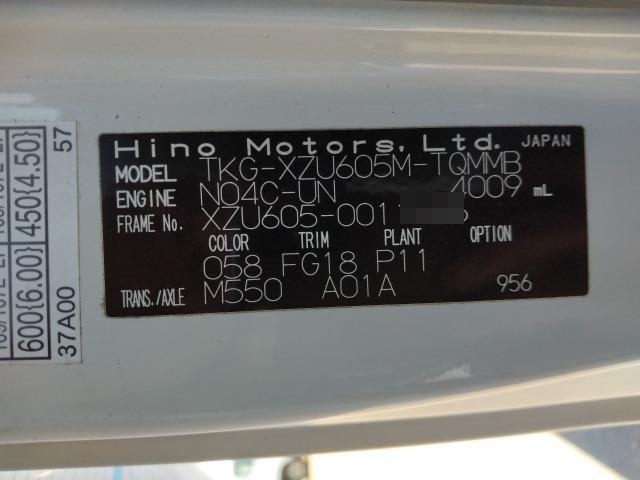 Hino Motors, Ltd. JAPAN
MODEL TKG-XZU605M-TQMMB
ENGINE N04C-UN 4009 mL
FRAME No. XZU605-001
COLOR TRIM PLANT OPTION
058 FG18 P11
TRANS./AXLE M550 A01A 956
600(6.00) 450(4.50)
37A00 57